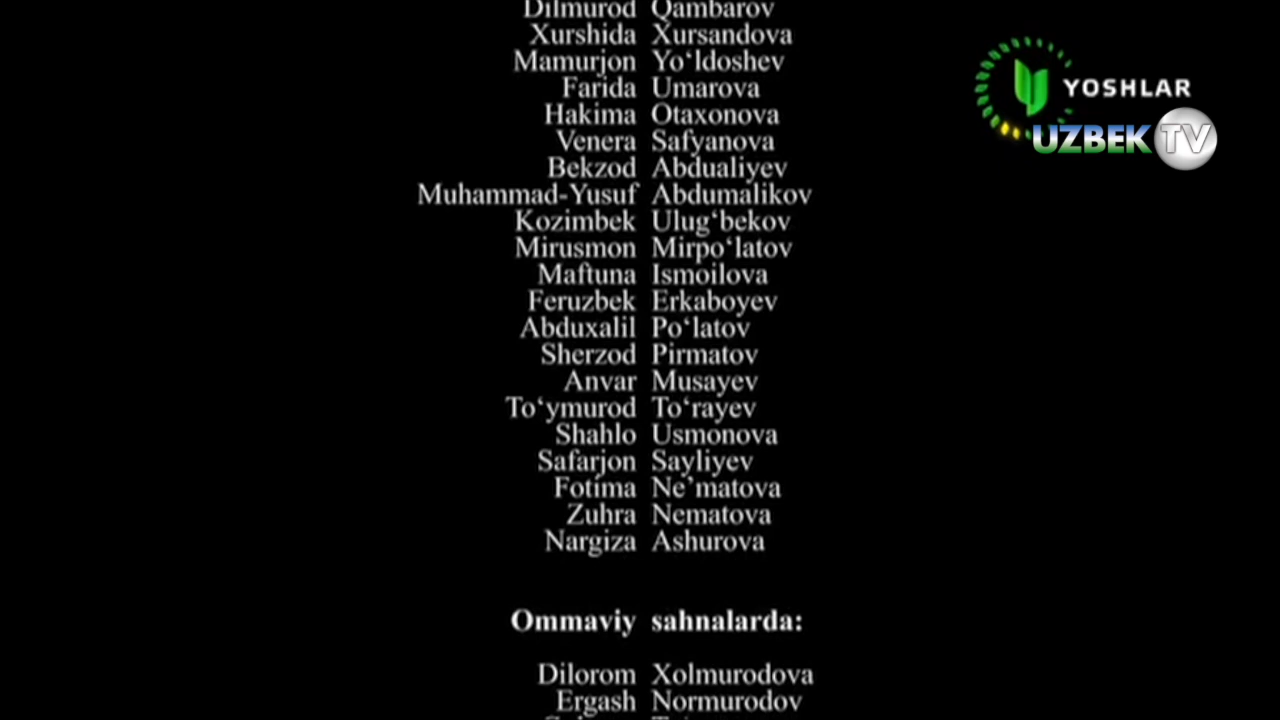 Dilmurod Qambarov
Xurshida Xursandova
Mamurjon Yo‘ldoshev
Farida Umarova
Hakima Otaxonova
Venera Safyanova
Bekzod Abdualiyev
Muhammad-Yusuf Abdumalikov
Kozimbek Ulug‘bekov
Mirusmon Mirpo‘latov
Maftuna Ismoilova
Feruzbek Erkaboyev
Abduxalil Po‘latov
Sherzod Pirmatov
Anvar Musayev
To‘ymurod To‘rayev
Shahlo Usmonova
Safarjon Sayliyev
Fotima Ne’matova
Zuhra Nematova
Nargiza Ashurova
Ommaviy sahnalarda:
Dilorom Xolmurodova
Ergash Normurodov
YOSHLAR
UZBEK TV